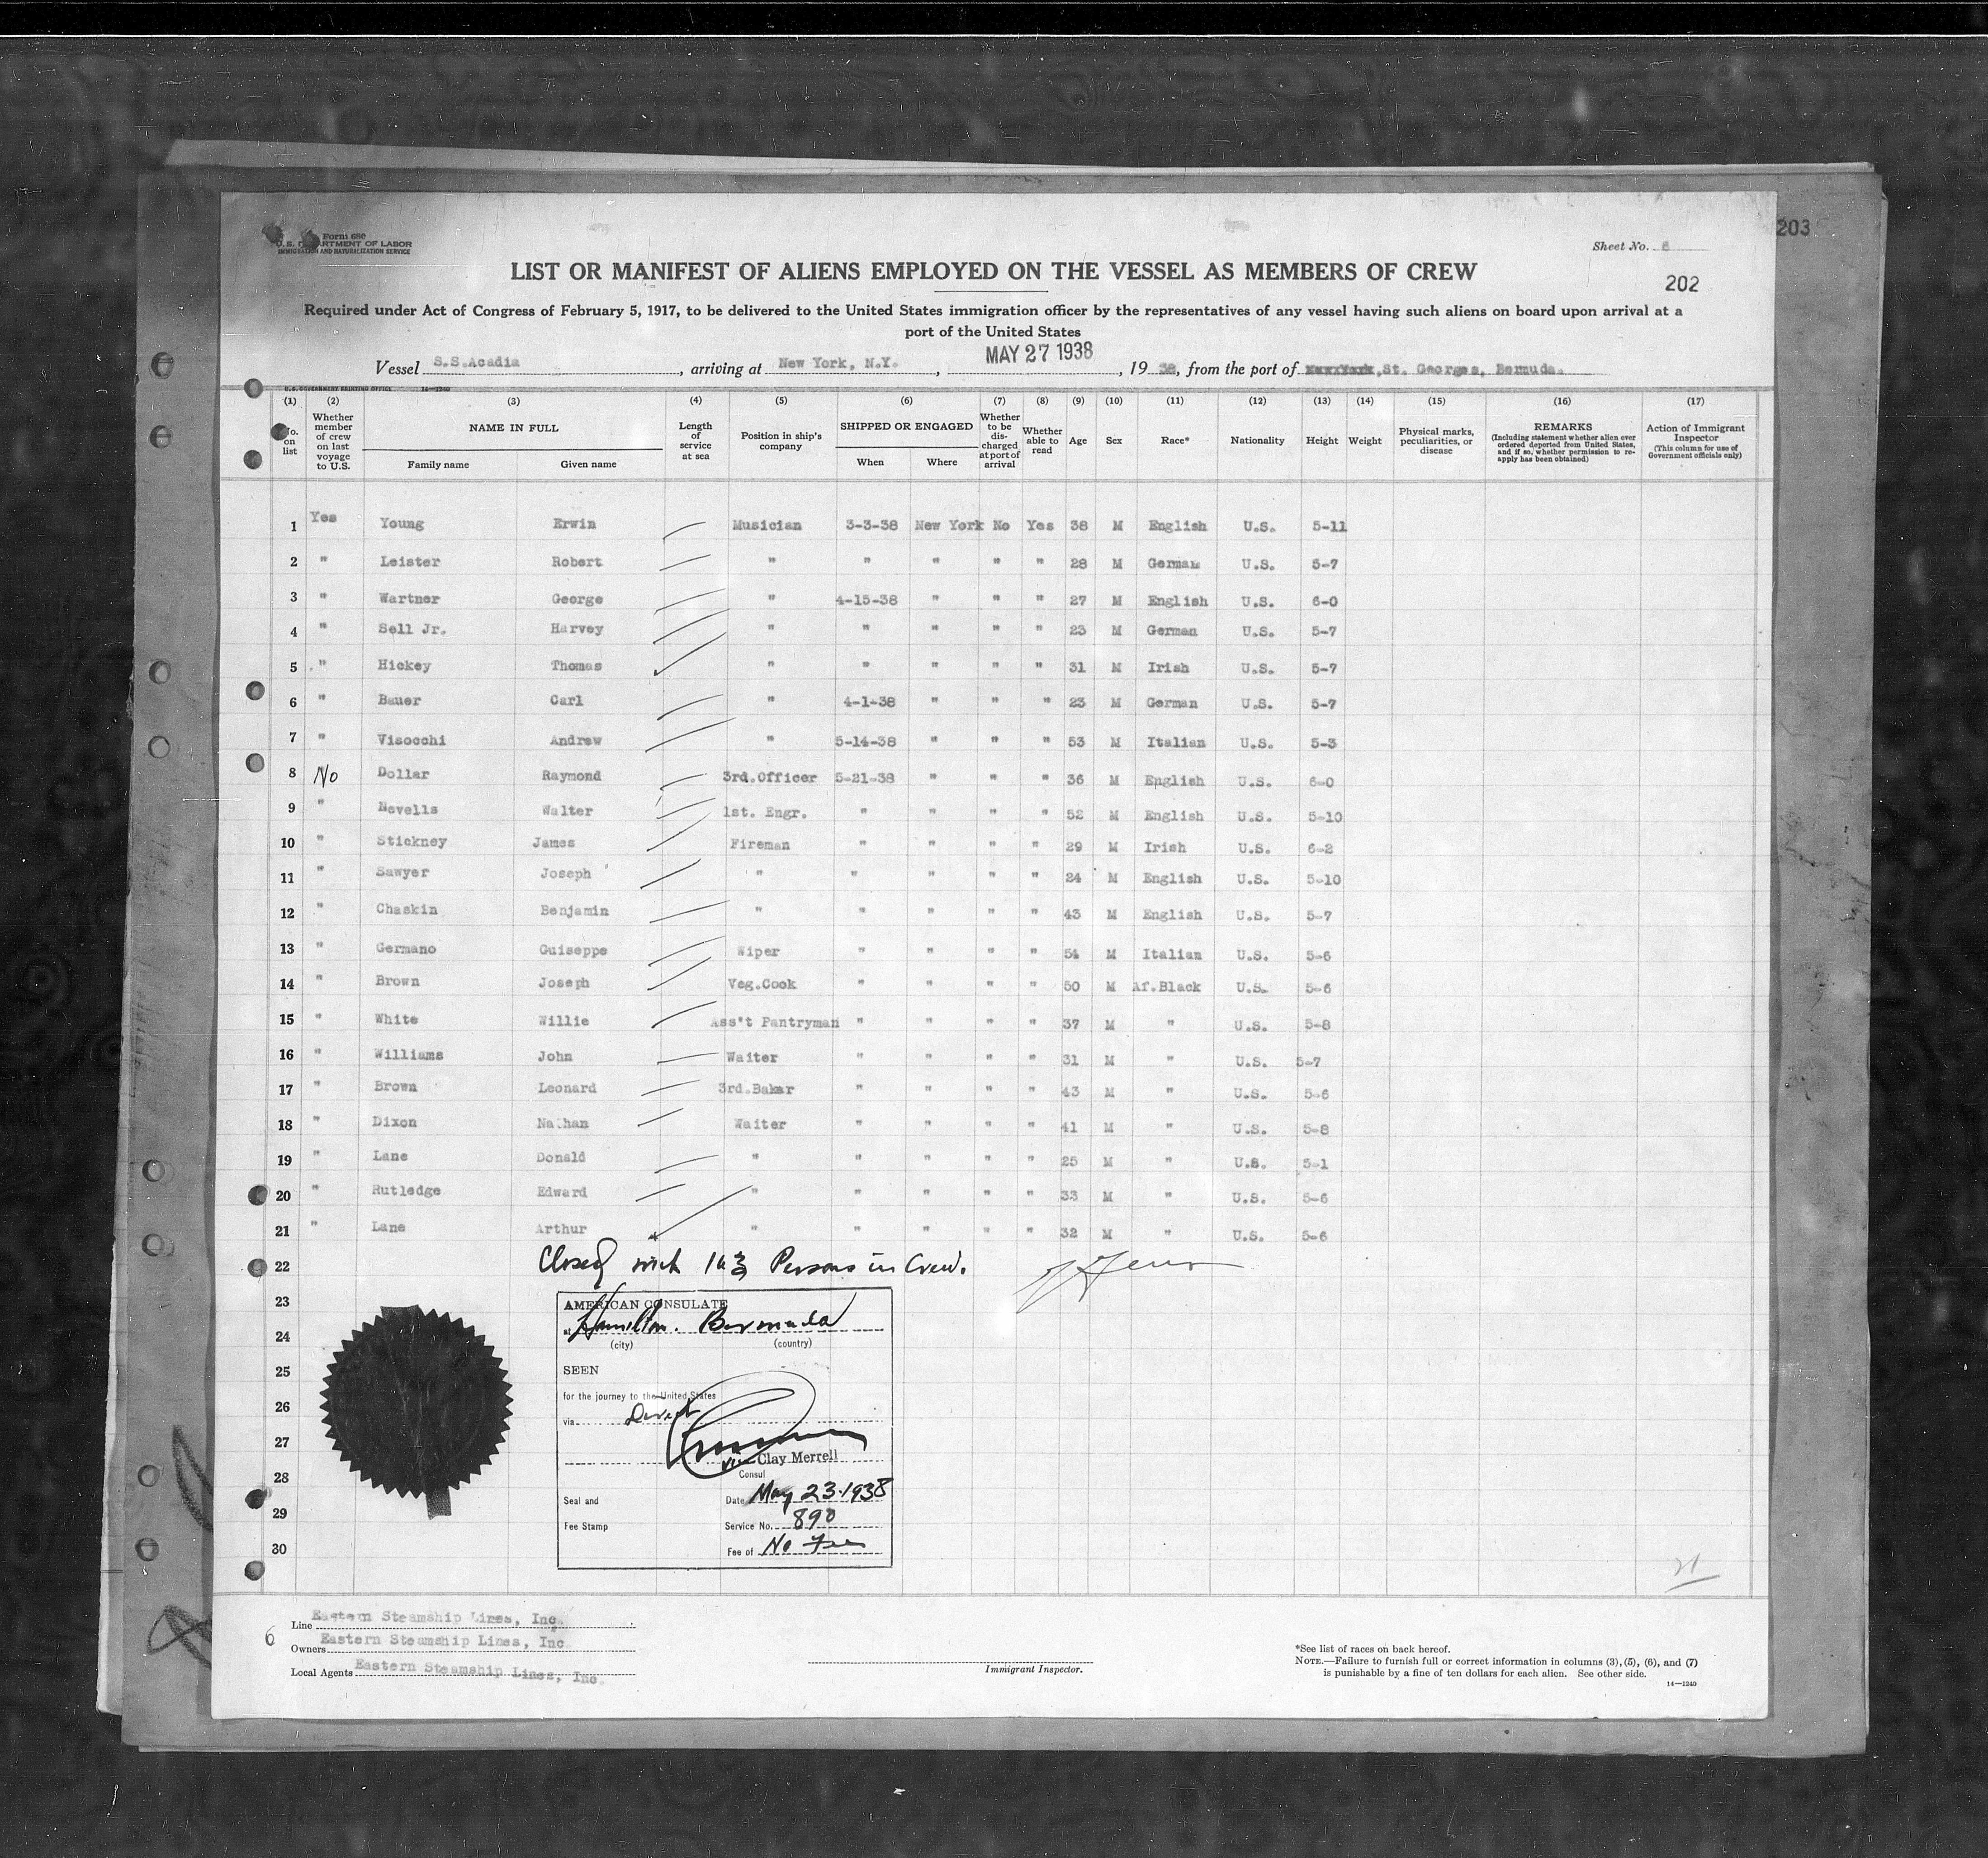 203
Form 680
U.S. DEPARTMENT OF LABOR
IMMIGRATION AND NATURALIZATION SERVICE
Sheet No. 6
LIST OR MANIFEST OF ALIENS EMPLOYED ON THE VESSEL AS MEMBERS OF CREW
202
Required under Act of Congress of February 5, 1917, to be delivered to the United States immigration officer by the representatives of any vessel having such aliens on board upon arrival at a
port of the United States
Vessel S.S.Acadia, arriving at New York, N.Y., MAY 27 1938, 19 38, from the port of St. Georges, Bermuda.
U.S. GOVERNMENT PRINTING OFFICE 14—1240
(1) (2) (3) (4) (5) (6) (7) (8) (9) (10) (11) (12) (13) (14) (15) (16) (17)
No. on list
Whether member of crew on last voyage to U.S.
NAME IN FULL
Family name Given name
Length of service at sea
Position in ship's company
SHIPPED OR ENGAGED
When Where
Whether to be discharged at port of arrival
Whether able to read
Age
Sex
Race*
Nationality
Height
Weight
Physical marks, peculiarities, or disease
REMARKS
(Including statement whether alien ever ordered deported from United States, and if so, whether permission to re-apply has been obtained)
Action of Immigrant Inspector
(This column for use of Government officials only)
1 Yes Young Erwin Musician 3-3-38 New York No Yes 38 M English U.S. 5-11
2 " Leister Robert " " " " " 28 M German U.S. 5-7
3 " Wartner George " 4-15-38 " " " 27 M English U.S. 6-0
4 " Sell Jr. Harvey " " " " " 23 M German U.S. 5-7
5 " Hickey Thomas " " " " " 31 M Irish U.S. 5-7
6 " Bauer Carl " 4-1-38 " " " 23 M German U.S. 5-7
7 " Visocchi Andrew " 5-14-38 " " " 53 M Italian U.S. 5-3
8 No Dollar Raymond 3rd.Officer 5-21-38 " " " 36 M English U.S. 6-0
9 " Nevells Walter 1st. Engr. " " " " 52 M English U.S. 5-10
10 " Stickney James Fireman " " " " 29 M Irish U.S. 6-2
11 " Sawyer Joseph " " " " " 24 M English U.S. 5-10
12 " Chaskin Benjamin " " " " " 43 M English U.S. 5-7
13 " Germano Guiseppe Wiper " " " " 54 M Italian U.S. 5-6
14 " Brown Joseph Veg.Cook " " " " 50 M Af.Black U.S. 5-6
15 " White Willie Ass't Pantryman " " " " 37 M " U.S. 5-8
16 " Williams John Waiter " " " " 31 M " U.S. 5-7
17 " Brown Leonard 3rd.Baker " " " " 43 M " U.S. 5-6
18 " Dixon Nathan Waiter " " " " 41 M " U.S. 5-8
19 " Lane Donald " " " " " 25 M " U.S. 5-1
20 " Rutledge Edward " " " " " 33 M " U.S. 5-6
21 " Lane Arthur " " " " " 32 M " U.S. 5-6
22 Closed with 163 Persons in Crew.
23
24
25
26
27
28
29
30
AMERICAN CONSULATE
at Hamilton. Bermuda
(city) (country)
SEEN
for the journey to the United States
via Direct
Vice Clay Merrell
Consul
Seal and Date May 23.1938
Fee Stamp Service No. 890
Fee of No Fee
21
Line Eastern Steamship Lines, Inc.
6
Owners Eastern Steamship Lines, Inc
Local Agents Eastern Steamship Lines, Inc.
Immigrant Inspector.
*See list of races on back hereof.
NOTE.—Failure to furnish full or correct information in columns (3), (5), (6), and (7)
is punishable by a fine of ten dollars for each alien. See other side.
14—1240